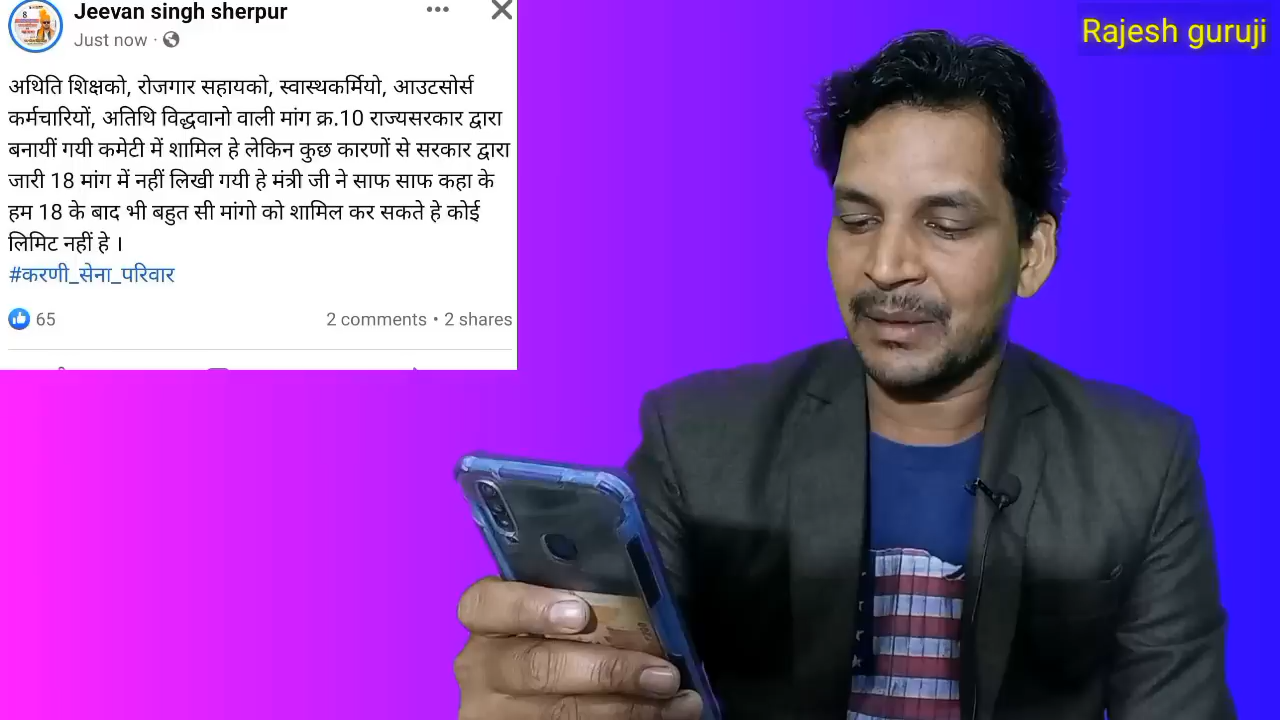 Jeevan singh sherpur
Just now
Rajesh guruji
अथिति शिक्षको, रोजगार सहायको, स्वास्थकर्मियो, आउटसोर्स
कर्मचारियों, अतिथि विद्धवानो वाली मांग क्र.10 राज्यसरकार द्वारा
बनायीं गयी कमेटी में शामिल हे लेकिन कुछ कारणों से सरकार द्वारा
जारी 18 मांग में नहीं लिखी गयी हे मंत्री जी ने साफ साफ कहा के
हम 18 के बाद भी बहुत सी मांगो को शामिल कर सकते हे कोई
लिमिट नहीं हे ।
#करणी_सेना_परिवार
65
2 comments • 2 shares